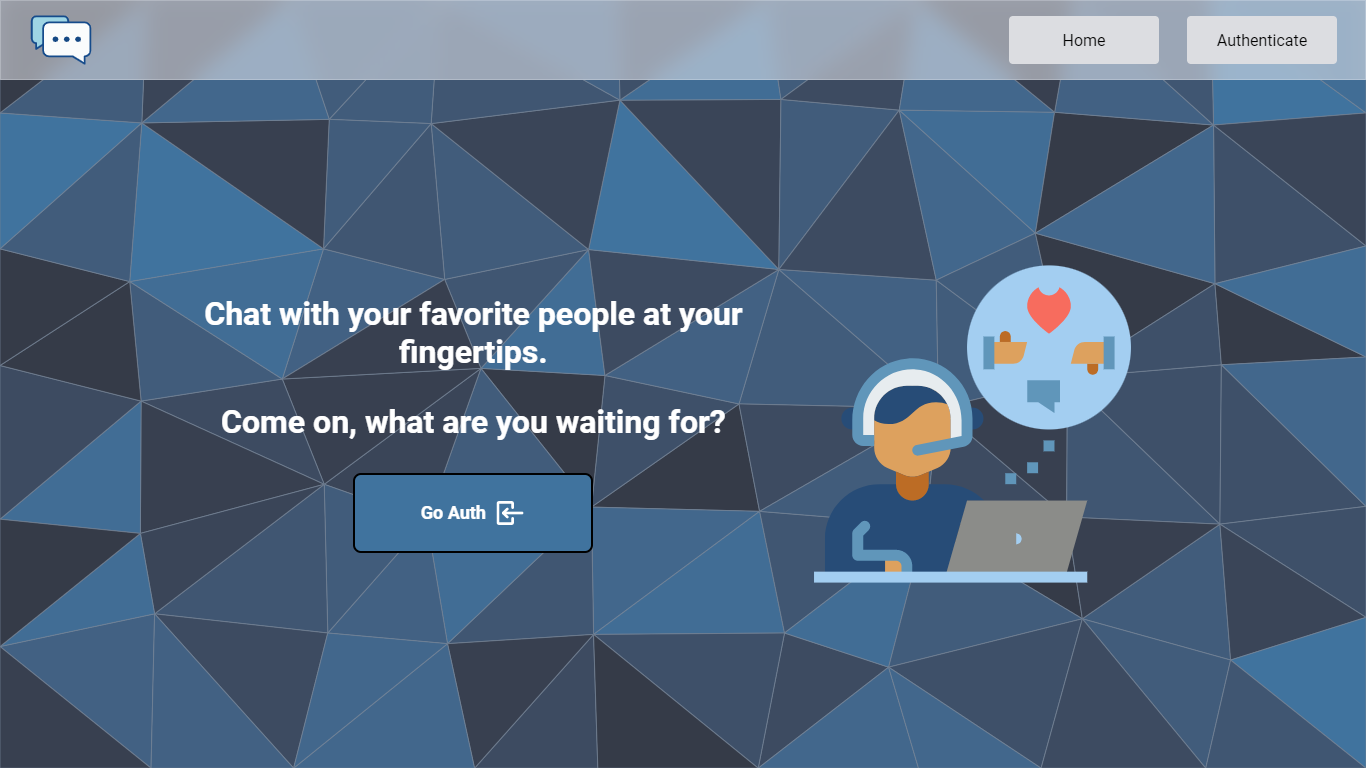 Home
Authenticate
Chat with your favorite people at your
fingertips.
Come on, what are you waiting for?
Go Auth